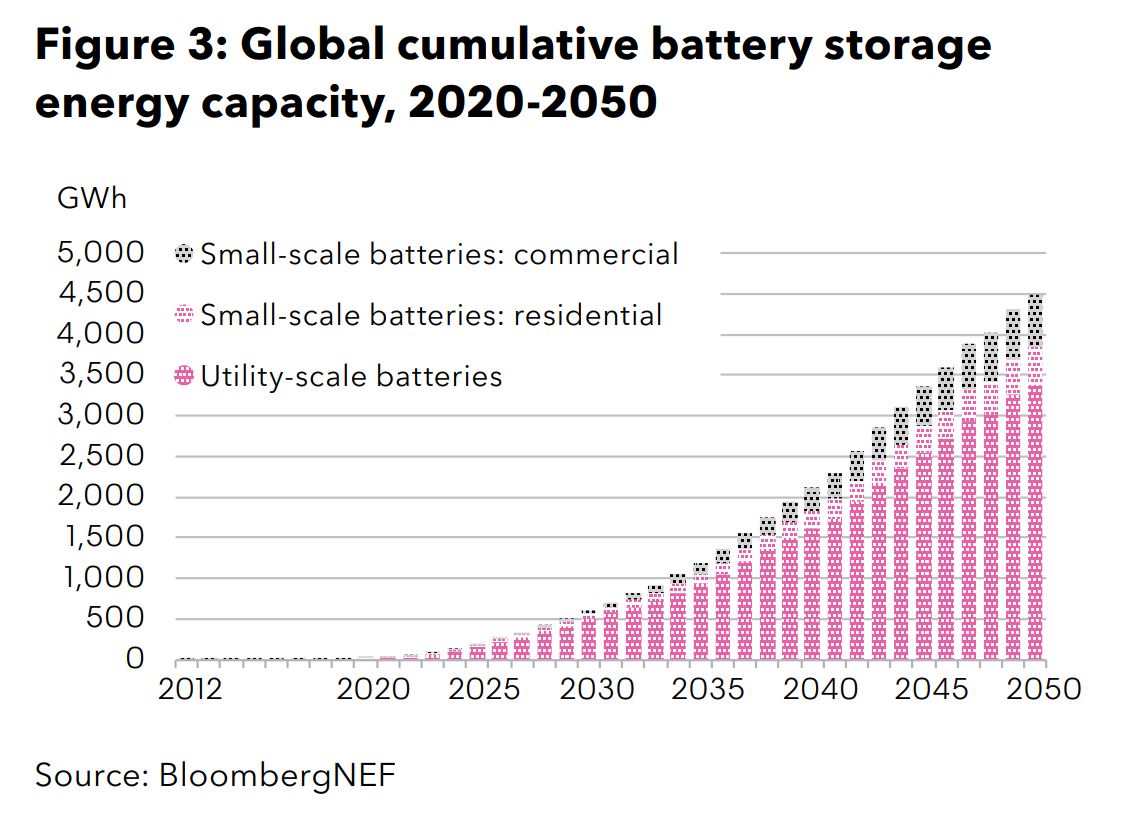 Figure 3: Global cumulative battery storage
energy capacity, 2020-2050
GWh
5,000
Small-scale batteries: commercial
4,500
Small-scale batteries: residential
4,000
3,500
Utility-scale batteries
3,000
2,500
2,000
1,500
1,000
500
0
2012 2020 2025 2030 2035 2040 2045 2050
Source: BloombergNEF